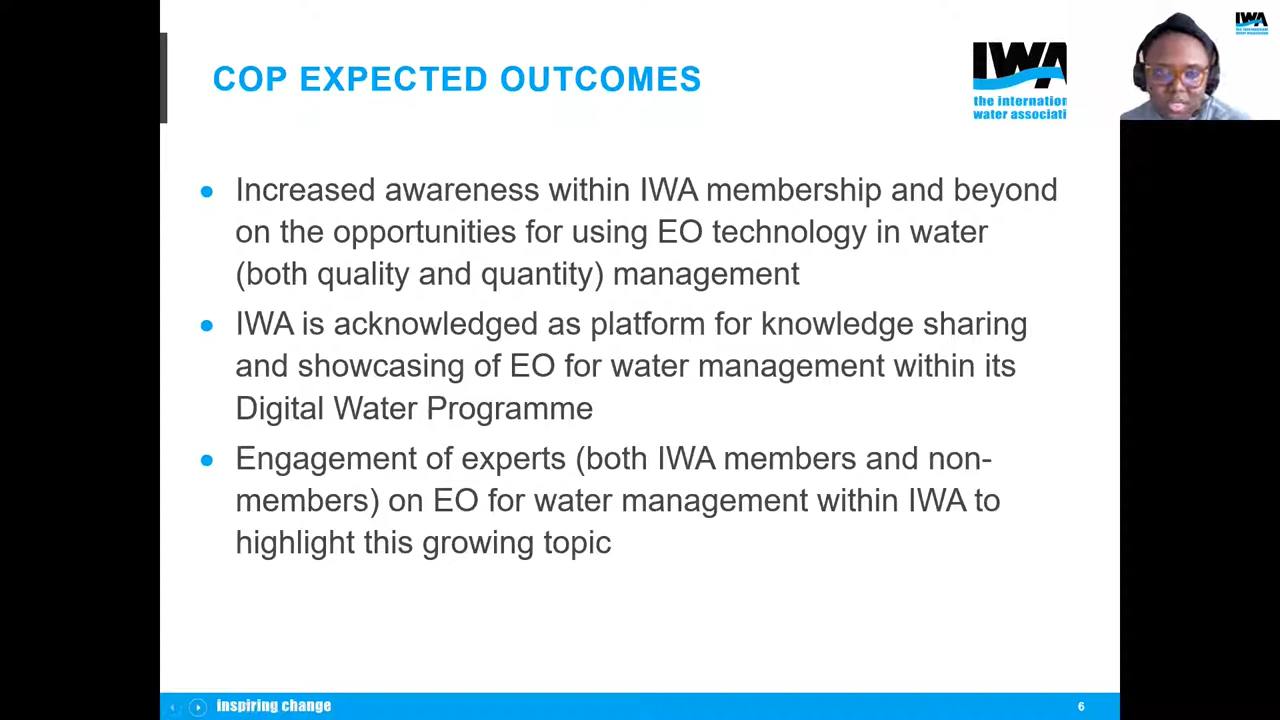 COP EXPECTED OUTCOMES
IWA
the internation
water associati
IWA
• Increased awareness within IWA membership and beyond
on the opportunities for using EO technology in water
(both quality and quantity) management
• IWA is acknowledged as platform for knowledge sharing
and showcasing of EO for water management within its
Digital Water Programme
• Engagement of experts (both IWA members and non-
members) on EO for water management within IWA to
highlight this growing topic
inspiring change
6